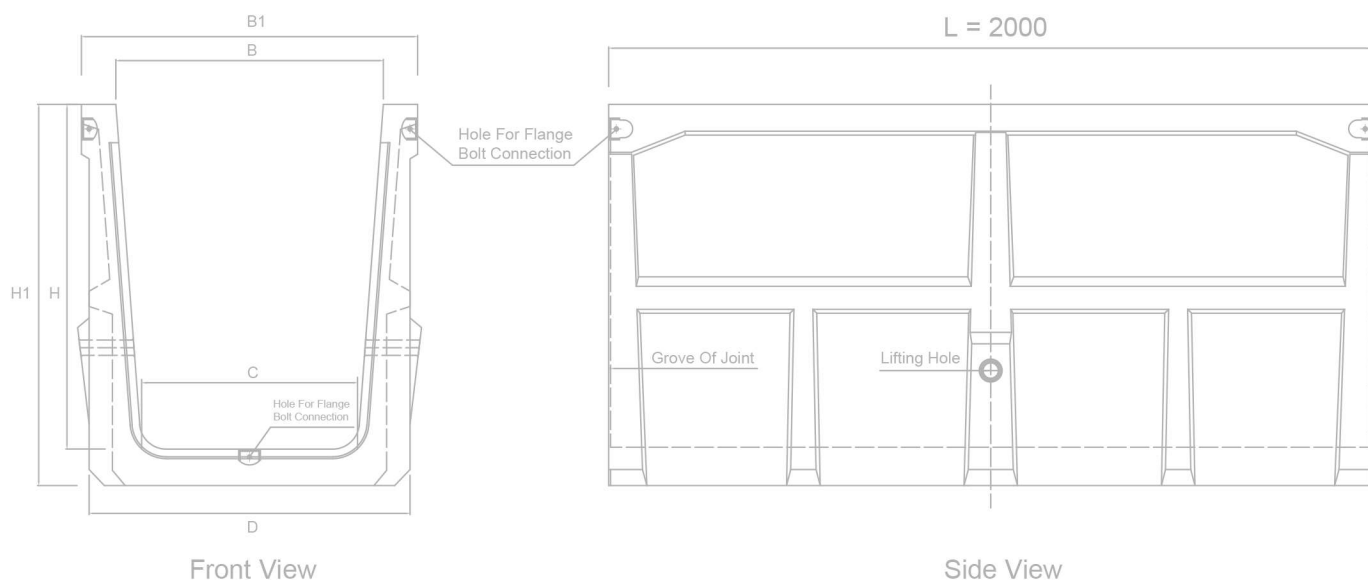 B1
B
L = 2000
Hole For Flange
Bolt Connection
H1
H
C
Hole For Flange
Bolt Connection
Grove Of Joint
Lifting Hole
D
Front View
Side View